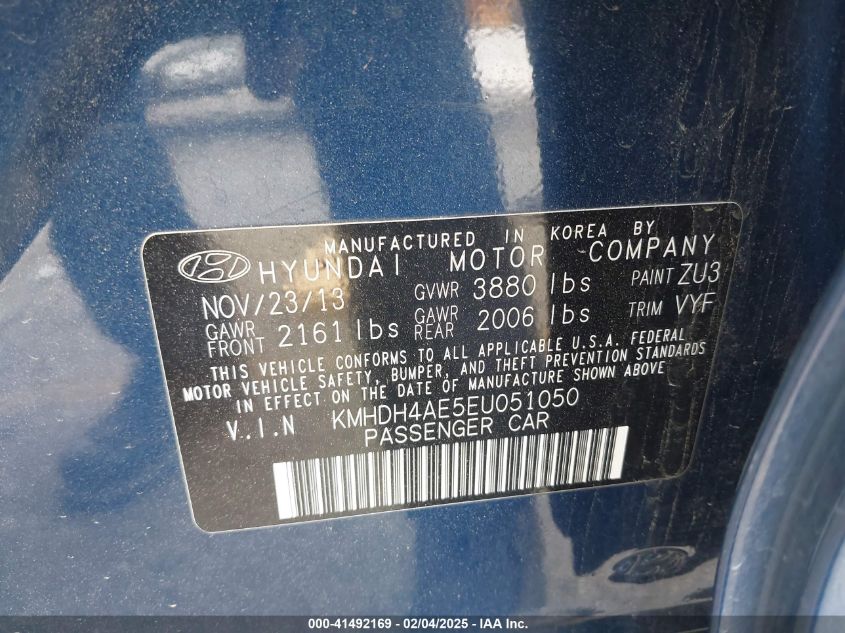 MANUFACTURED IN KOREA BY
HYUNDAI MOTOR COMPANY
NOV/23/13 GVWR 3880 lbs PAINT ZU3
GAWR FRONT 2161 lbs GAWR REAR 2006 lbs TRIM VYF
THIS VEHICLE CONFORMS TO ALL APPLICABLE U.S.A. FEDERAL
MOTOR VEHICLE SAFETY, BUMPER, AND THEFT PREVENTION STANDARDS
IN EFFECT ON THE DATE OF MANUFACTURE SHOWN ABOVE
V.I.N KMHDH4AE5EU051050
PASSENGER CAR
000-41492169 - 02/04/2025 - IAA Inc.